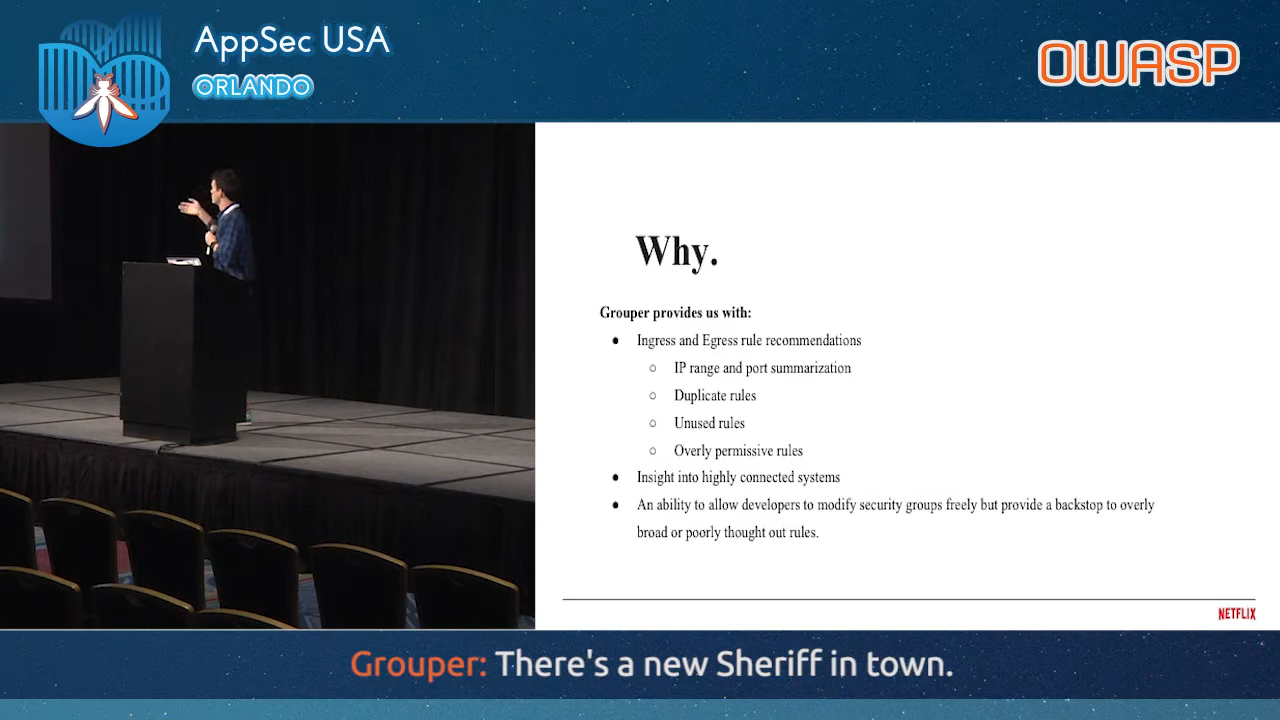 AppSec USA
ORLANDO
OWASP
Why.
Grouper provides us with:
● Ingress and Egress rule recommendations
○ IP range and port summarization
○ Duplicate rules
○ Unused rules
○ Overly permissive rules
● Insight into highly connected systems
● An ability to allow developers to modify security groups freely but provide a backstop to overly
broad or poorly thought out rules.
NETFLIX
Grouper: There's a new Sheriff in town.